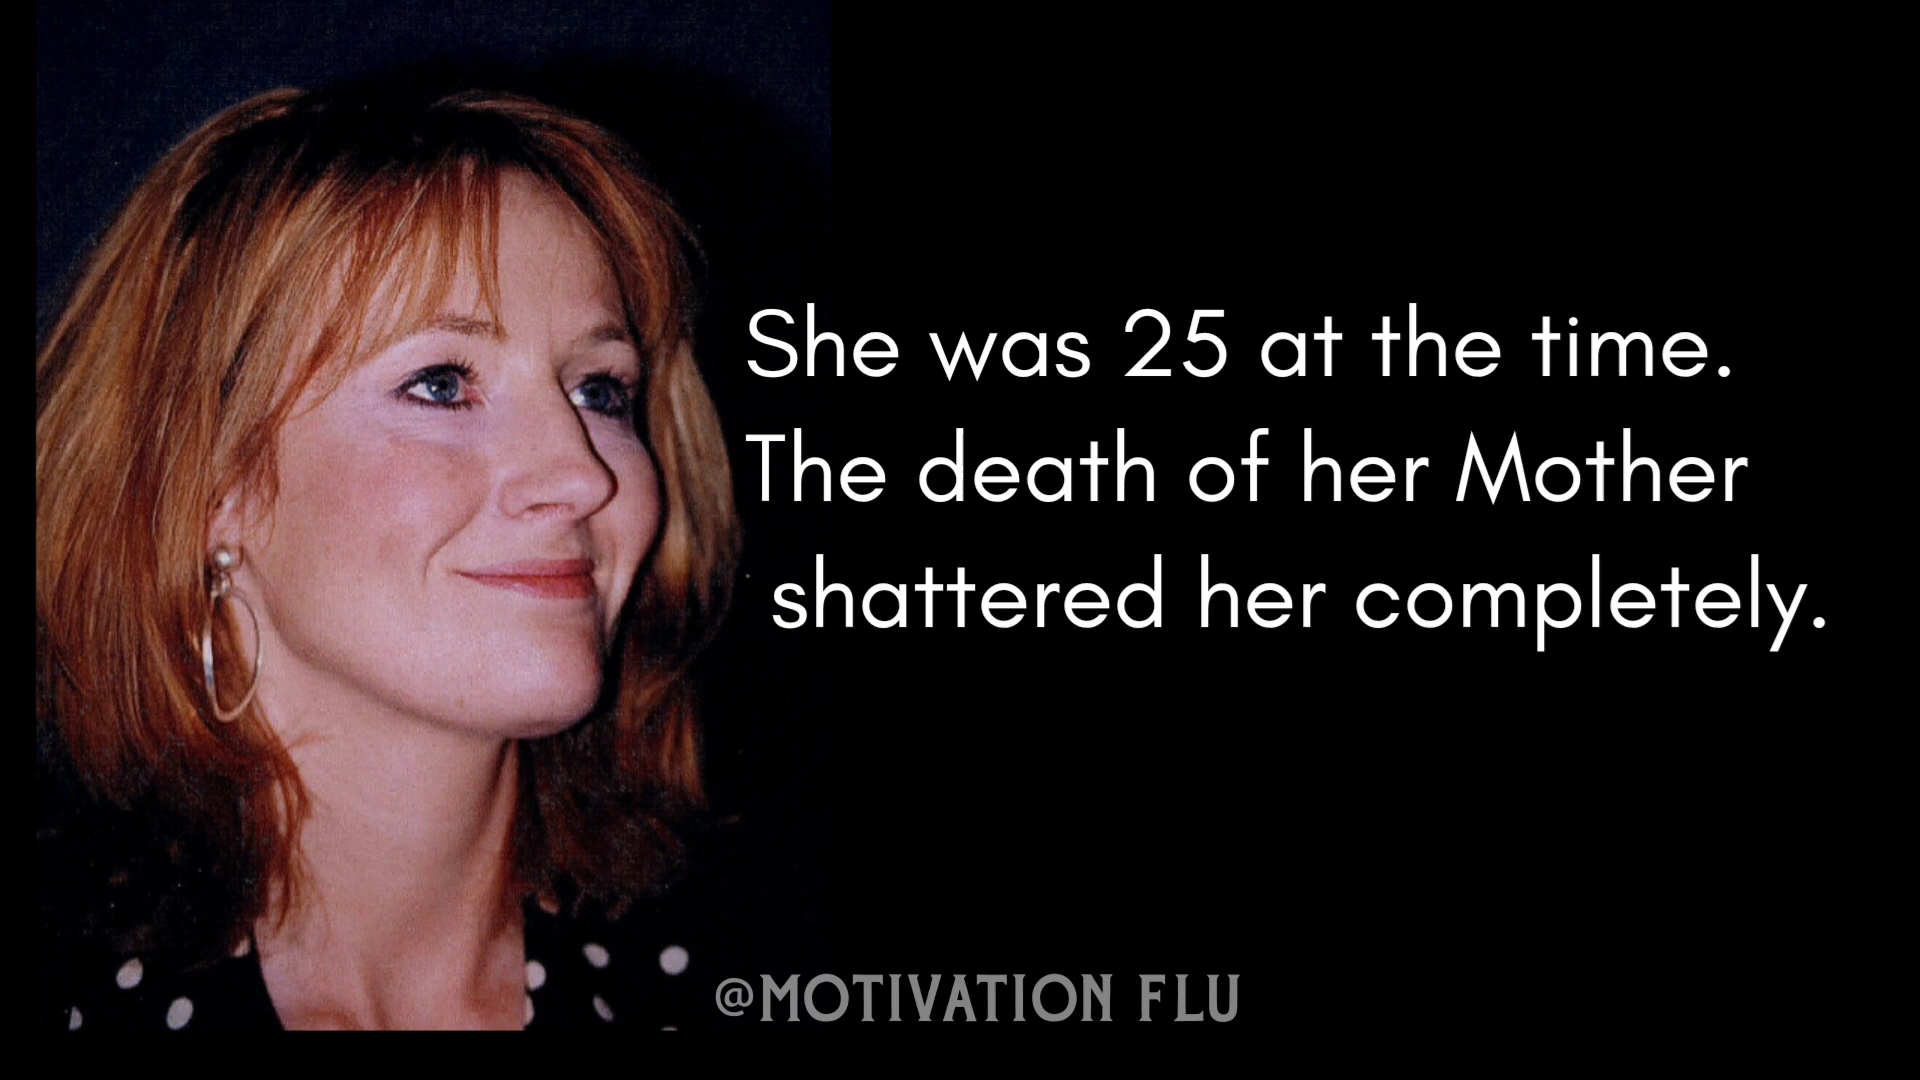 She was 25 at the time.
The death of her Mother
shattered her completely.
@MOTIVATION FLU